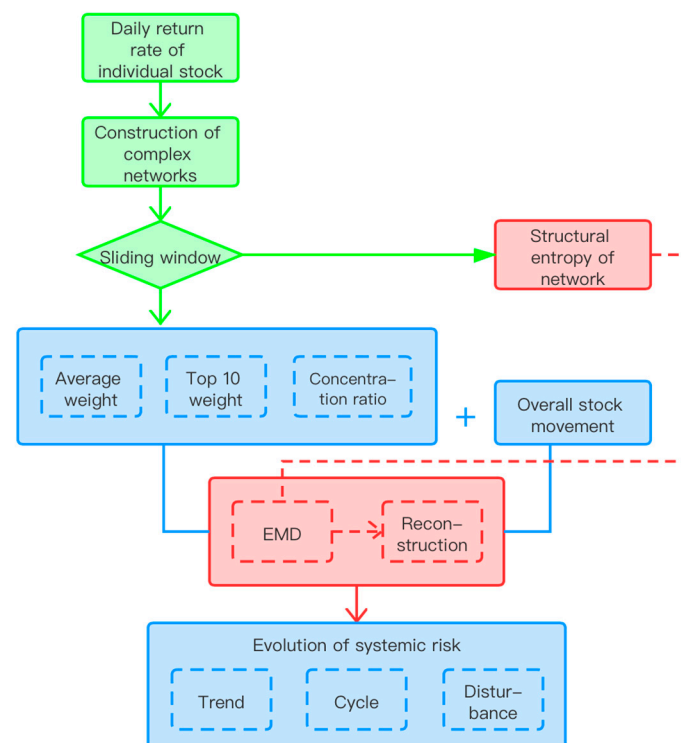 Daily return
rate of
individual stock
Construction of
complex
networks
Sliding window
Structural
entropy of
network
Average
weight
Top 10
weight
Concentra-
tion ratio
+
Overall stock
movement
EMD
Recon-
struction
Evolution of systemic risk
Trend
Cycle
Distur-
bance